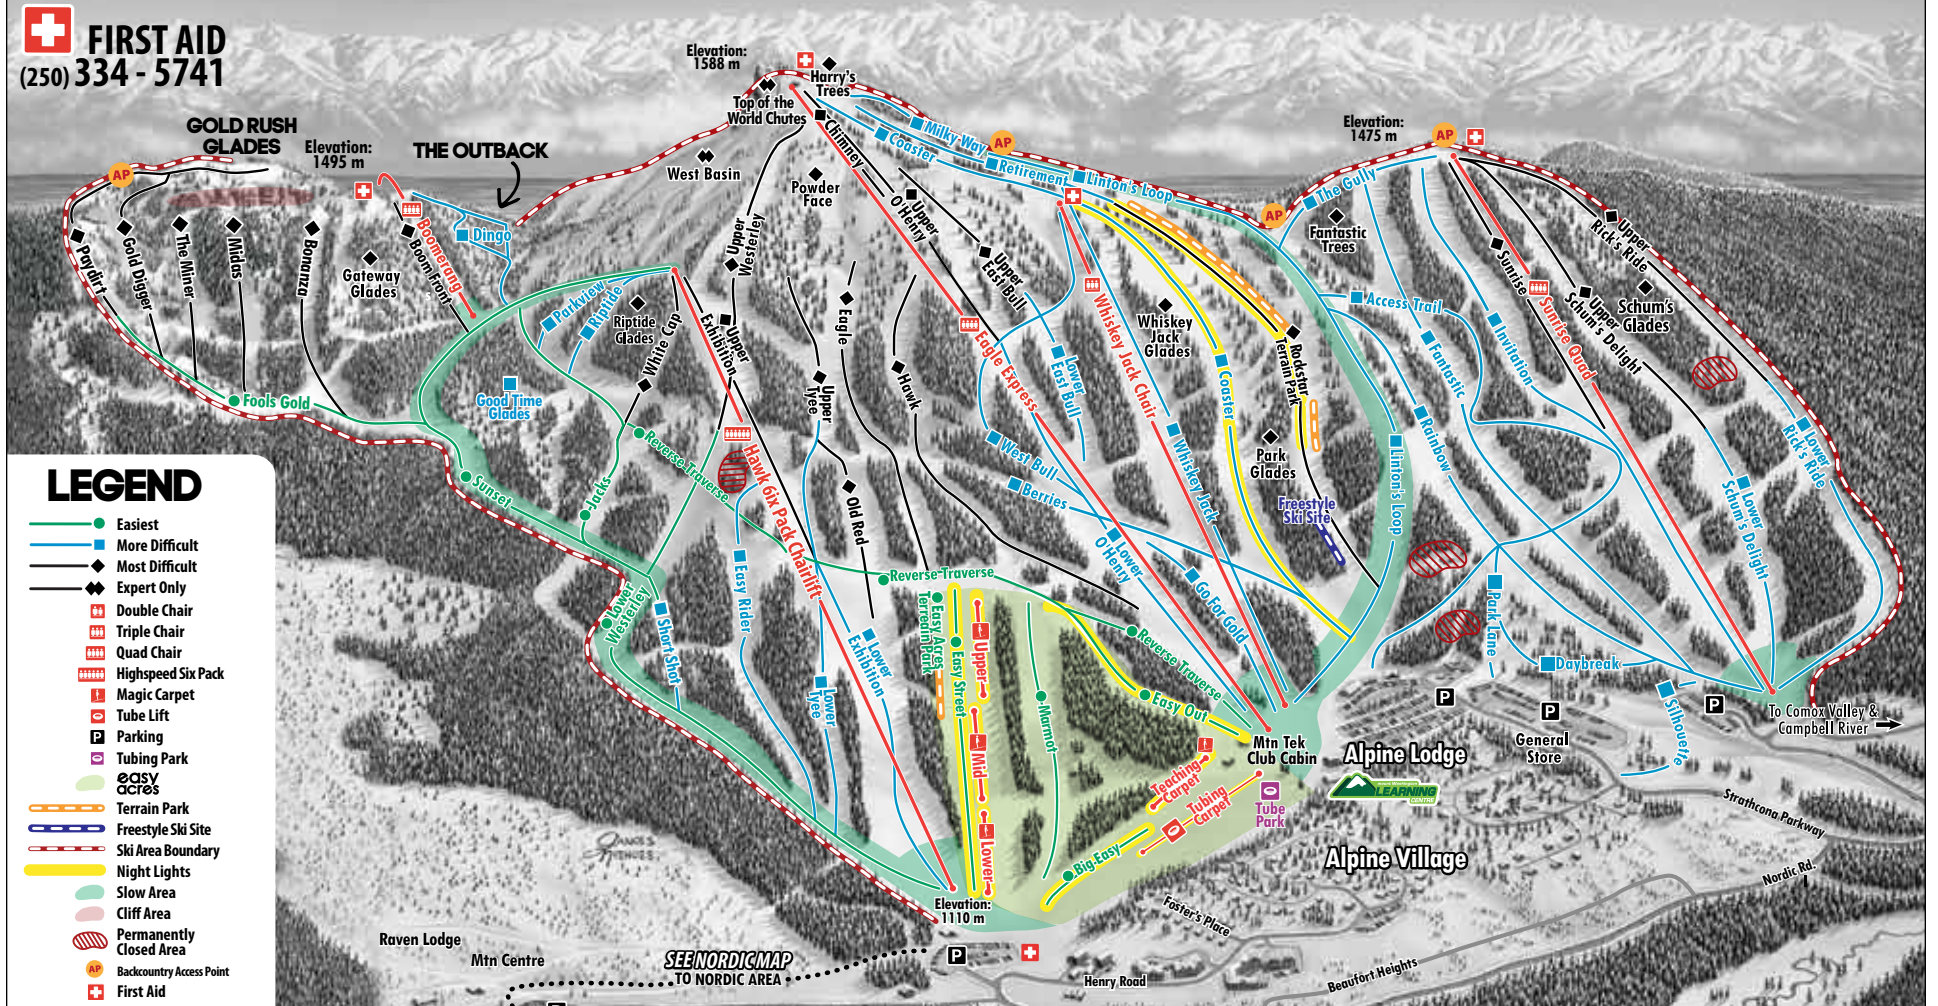 FIRST AID
(250) 334 - 5741
Elevation:
1588 m
Harry's
Trees
Top of the
World Chutes
Chimney
Milky Way
AP
Coaster
Retirement
Linton's Loop
Elevation:
1475 m
AP
GOLD RUSH
GLADES
Elevation:
1495 m
THE OUTBACK
AP
West Basin
Powder
Face
Upper
O'Henry
Upper
Westerley
Upper
East Bull
The Gully
AP
Fantastic
Trees
Upper
Rick's Ride
Paydirt
Gold Digger
The Miner
Midas
Bonanza
Gateway
Glades
Boomerang
Boom Front
Dingo
Parkview
Riptide
Riptide
Glades
White Cap
Upper
Exhibition
Eagle
Hawk
Upper
Tyee
Eagle Express
Lower
East Bull
Whiskey Jack Chair
Whiskey
Jack
Glades
Coaster
Rockstar
Terrain Park
Access Trail
Fantastic
Invitation
Sunrise
Sunrise Quad
Upper
Schum's Delight
Schum's
Glades
Fools Gold
Good Time
Glades
Reverse Traverse
Jacks
Sunset
Hawk 6ix Pack Chairlift
Old Red
West Bull
Berries
Whiskey Jack
Park
Glades
Freestyle
Ski Site
Linton's Loop
Rainbow
Lower
Rick's Ride
Lower
Schum's Delight
Lower
O'Henry
Go For Gold
Reverse Traverse
Lower
Westerley
Short Shot
Easy Rider
Lower
Tyee
Lower
Exhibition
Easy Acres
Terrain Park
Easy Street
Upper
Mid
Lower
Marmot
Reverse Traverse
Easy Out
Park Lane
Daybreak
Silhouette
P
P
P
To Comox Valley &
Campbell River
Mtn Tek
Club Cabin
Alpine Lodge
LEARNING
CENTRE
General
Store
Teaching
Carpet
Tubing
Carpet
Tube
Park
Big Easy
Alpine Village
Strathcona Parkway
Nordic Rd.
Elevation:
1110 m
Foster's Place
Beaufort Heights
Henry Road
P
Raven Lodge
Mtn Centre
SEE NORDIC MAP
TO NORDIC AREA
LEGEND
Easiest
More Difficult
Most Difficult
Expert Only
Double Chair
Triple Chair
Quad Chair
Highspeed Six Pack
Magic Carpet
Tube Lift
P Parking
Tubing Park
easy
acres
Terrain Park
Freestyle Ski Site
Ski Area Boundary
Night Lights
Slow Area
Cliff Area
Permanently
Closed Area
AP Backcountry Access Point
First Aid